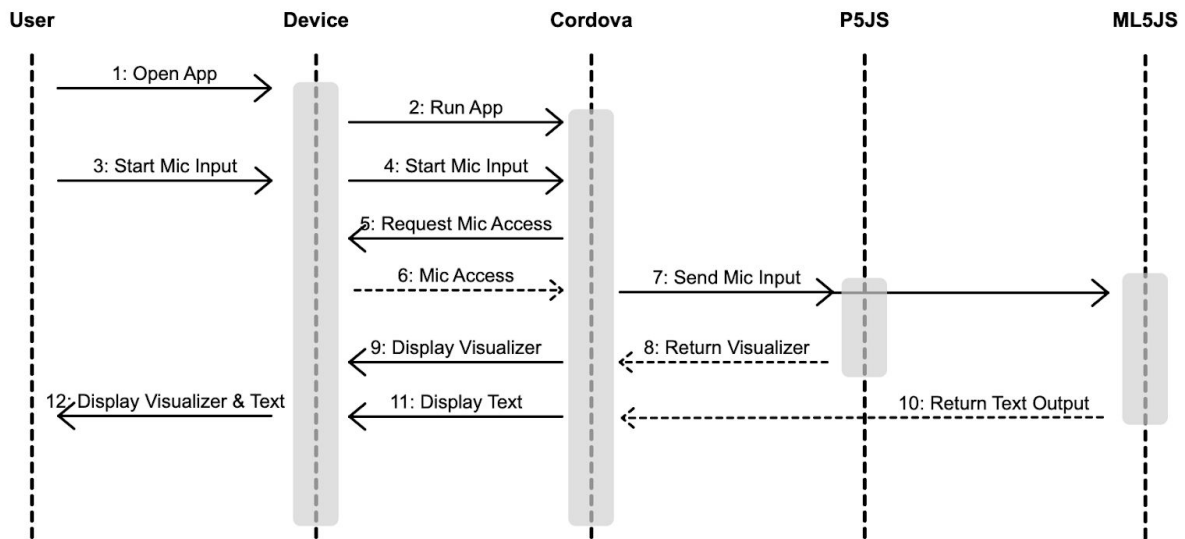 User Device Cordova P5JS ML5JS
1: Open App
2: Run App
3: Start Mic Input 4: Start Mic Input
5: Request Mic Access
6: Mic Access 7: Send Mic Input
9: Display Visualizer 8: Return Visualizer
12: Display Visualizer & Text 11: Display Text 10: Return Text Output